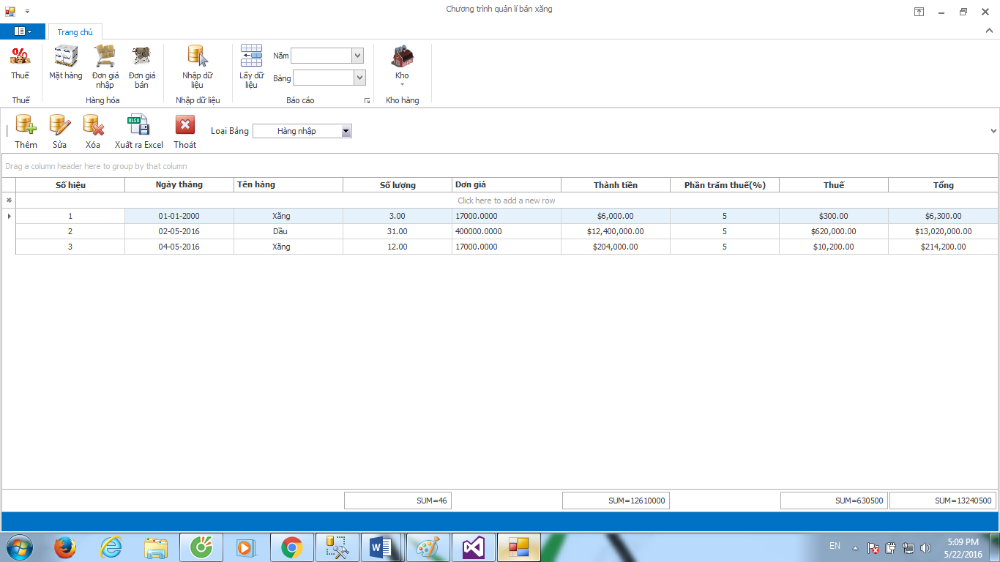 Chương trình quản lí bán xăng
Trang chủ
Thuế
Mặt hàng
Đơn giá nhập
Đơn giá bán
Nhập dữ liệu
Lấy dữ liệu
Năm
Bảng
Kho
Thuế
Hàng hóa
Nhập dữ liệu
Báo cáo
Kho hàng
Thêm
Sửa
Xóa
XLSX
Xuất ra Excel
Thoát
Loại Bảng
Hàng nhập
Drag a column header here to group by that column
Số hiệu Ngày tháng Tên hàng Số lượng Đơn giá Thành tiền Phần trăm thuế(%) Thuế Tổng
Click here to add a new row
1 01-01-2000 Xăng 3.00 17000.0000 $6,000.00 5 $300.00 $6,300.00
2 02-05-2016 Dầu 31.00 400000.0000 $12,400,000.00 5 $620,000.00 $13,020,000.00
3 04-05-2016 Xăng 12.00 17000.0000 $204,000.00 5 $10,200.00 $214,200.00
SUM=46 SUM=12610000 SUM=630500 SUM=13240500
EN
5:09 PM
5/22/2016